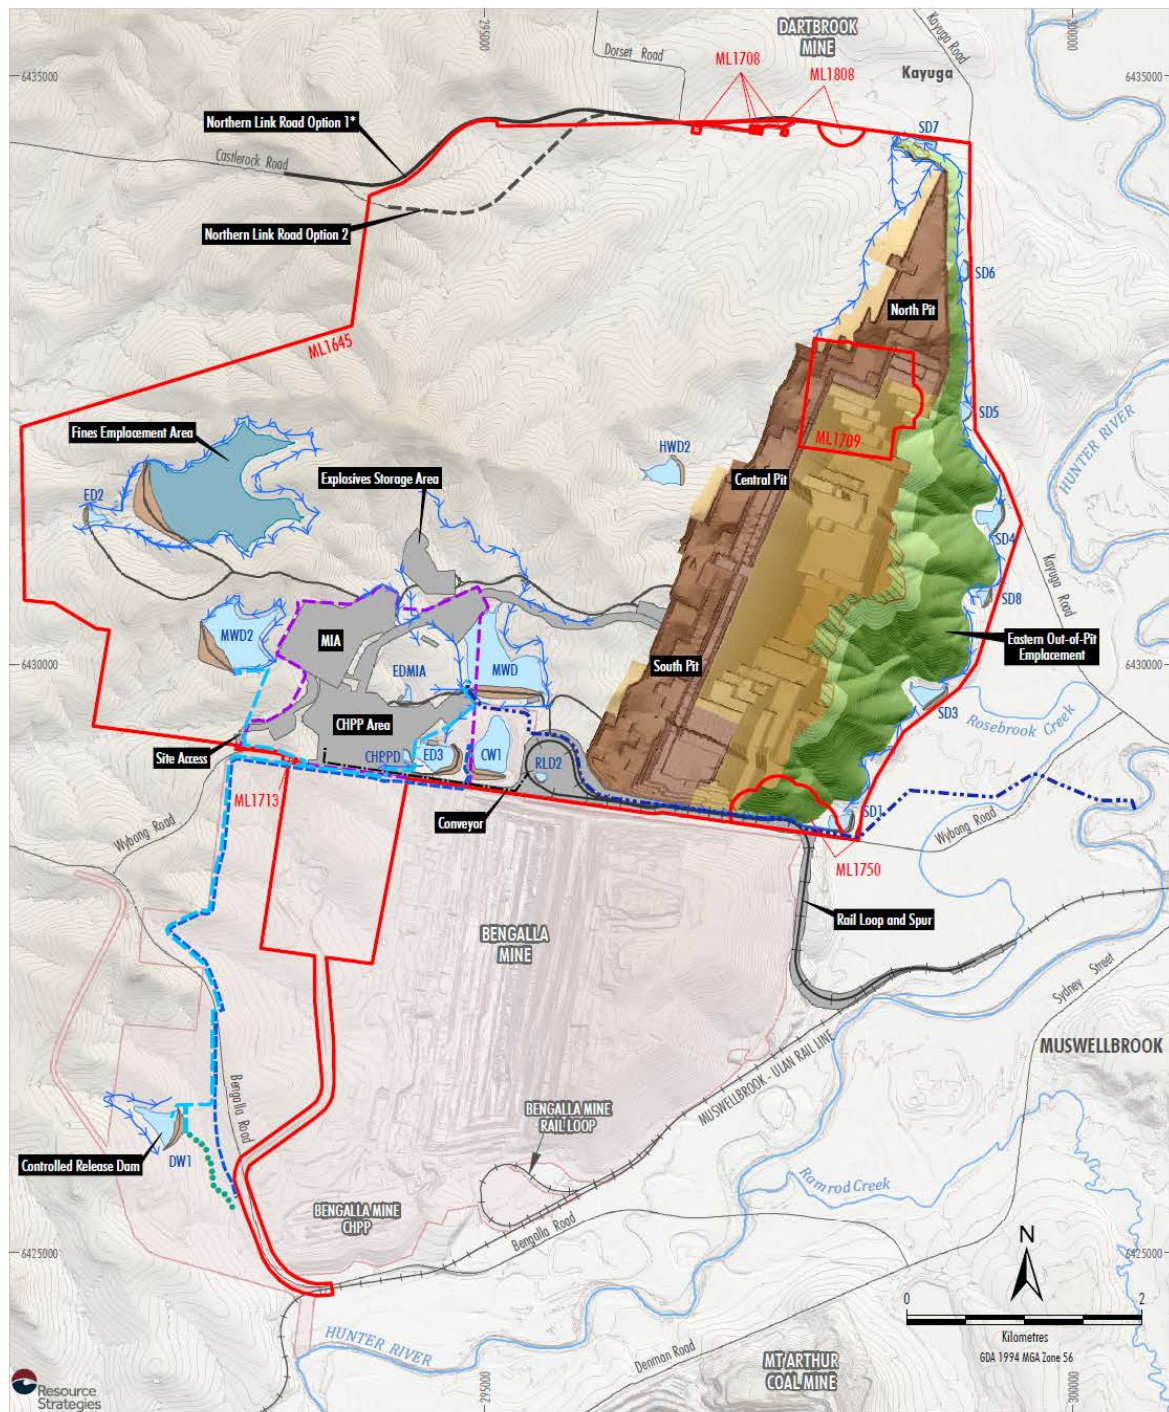 295000
300000
DARTBROOK
MINE
Kayuga Road
Dorset Road
ML1708
ML1808
Kayuga
6435000
6435000
Northern Link Road Option 1*
SD7
Castlerock Road
Northern Link Road Option 2
SD6
North Pit
ML1645
SD5
ML1709
HUNTER RIVER
Fines Emplacement Area
HWD2
Explosives Storage Area
Central Pit
ED2
SD4
Kayuga Road
SD8
MWD2
MIA
Eastern Out-of-Pit
Emplacement
6430000
6430000
EDMIA
MWD
South Pit
SD3
Rosebrook Creek
CHPP Area
Site Access
CHPPD
ED3
CW1
RLD2
ML1713
Conveyor
SD1
Wybong Road
Wybong Road
ML1750
Rail Loop and Spur
BENGALLA
MINE
Sydney Street
MUSWELLBROOK
MUSWELLBROOK - ULAN RAIL LINE
Bengalla Road
BENGALLA MINE
RAIL LOOP
Controlled Release Dam
DW1
Ramrod Creek
BENGALLA MINE
CHPP
Bengalla Road
6425000
6425000
N
0
2
Kilometres
GDA 1994 MGA Zone 56
HUNTER RIVER
Denman Road
MT ARTHUR
COAL MINE
Resource
Strategies
295000
300000